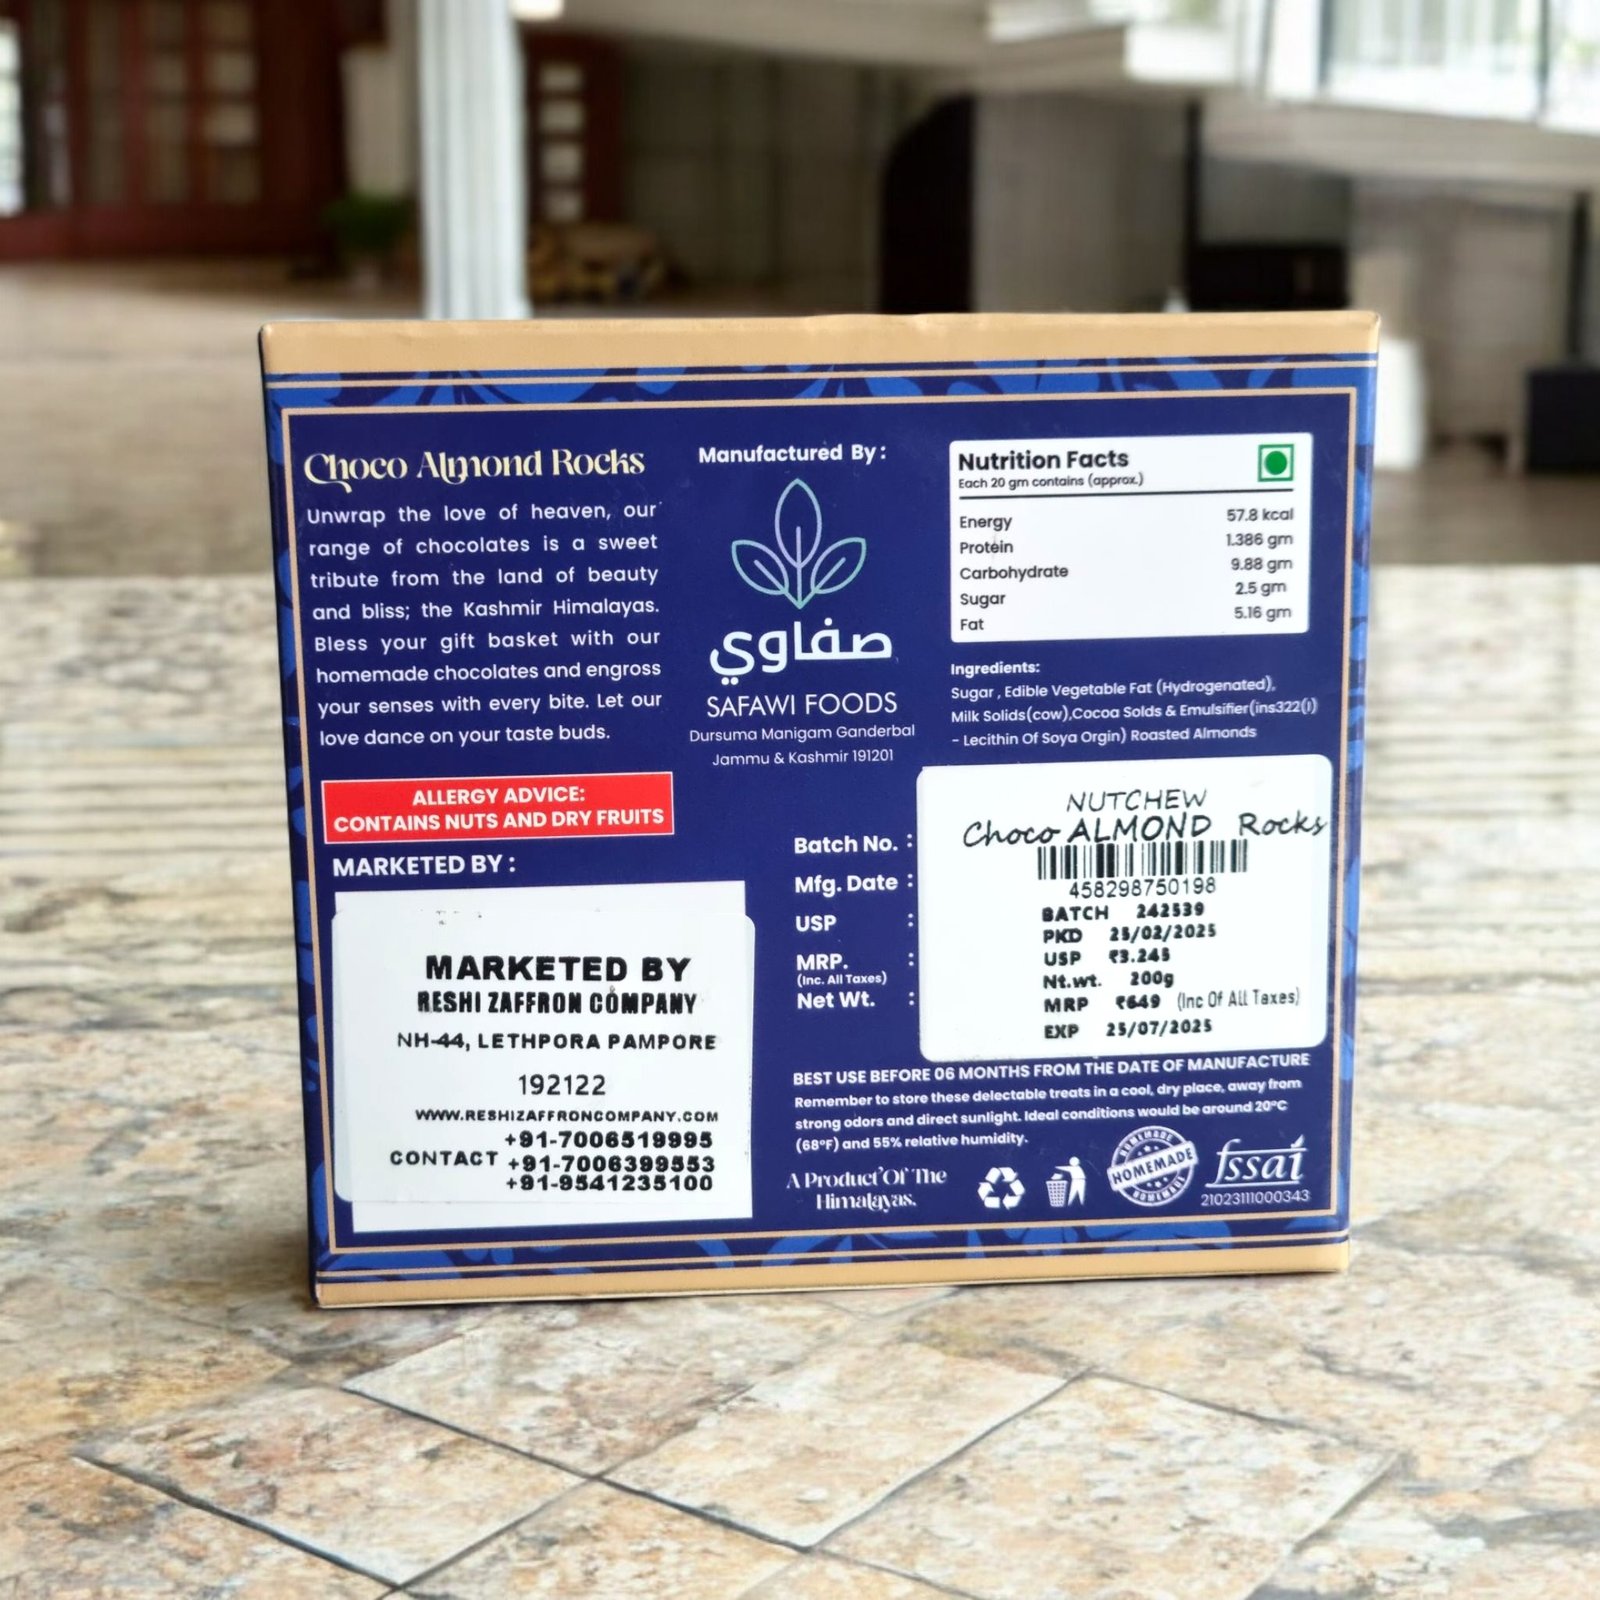 Choco Almond Rocks
Unwrap the love of heaven, our
range of chocolates is a sweet
tribute from the land of beauty
and bliss; the Kashmir Himalayas.
Bless your gift basket with our
homemade chocolates and engross
your senses with every bite. Let our
love dance on your taste buds.
ALLERGY ADVICE:
CONTAINS NUTS AND DRY FRUITS
MARKETED BY :
MARKETED BY
RESHI ZAFFRON COMPANY
NH-44, LETHPORA PAMPORE
192122
WWW.RESHIZAFFRONCOMPANY.COM
CONTACT +91-7006519995
+91-7006399553
+91-9541235100
Manufactured By :
صفاوي
SAFAWI FOODS
Dursuma Manigam Ganderbal
Jammu & Kashmir 191201
Nutrition Facts
Each 20 gm contains (approx.)
Energy 57.8 kcal
Protein 1.386 gm
Carbohydrate 9.88 gm
Sugar 2.5 gm
Fat 5.16 gm
Ingredients:
Sugar , Edible Vegetable Fat (Hydrogenated),
Milk Solids(cow),Cocoa Solds & Emulsifier(ins322(I)
- Lecithin Of Soya Orgin) Roasted Almonds
Batch No. :
Mfg. Date :
USP :
MRP. :
(Inc. All Taxes)
Net Wt. :
NUTCHEW
Choco ALMOND Rocks
458298750198
BATCH 242539
PKD 25/02/2025
USP ₹3.245
Nt.wt. 200g
MRP ₹649 (Inc Of All Taxes)
EXP 25/07/2025
BEST USE BEFORE 06 MONTHS FROM THE DATE OF MANUFACTURE
Remember to store these delectable treats in a cool, dry place, away from
strong odors and direct sunlight. Ideal conditions would be around 20°C
(68°F) and 55% relative humidity.
A Product Of The
Himalayas.
HOMEMADE
HOMEMADE
HOMEMADE
fssai
21023111000343